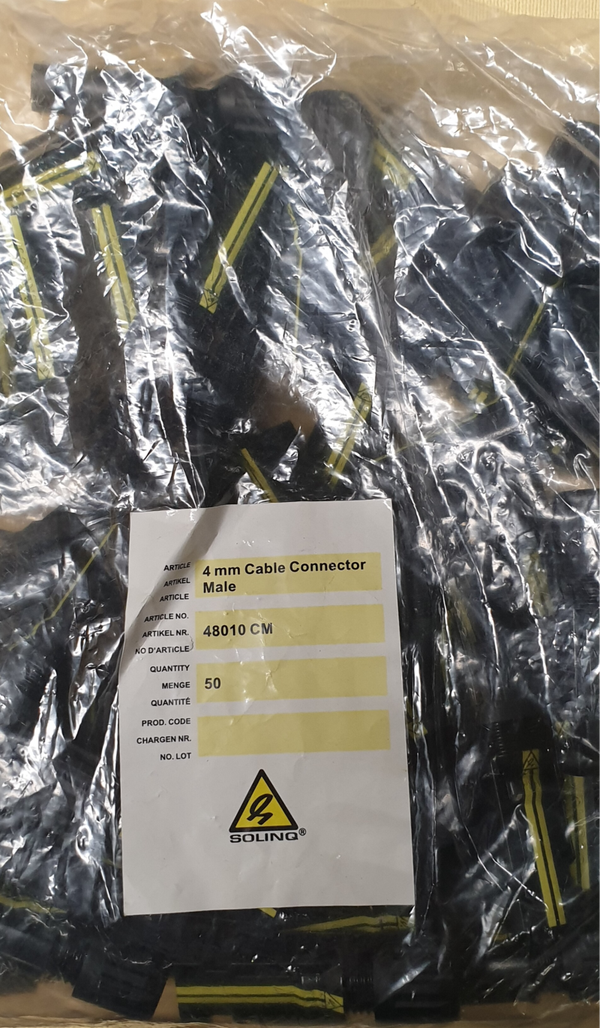 ARTICLE
ARTIKEL
ARTICLE
4 mm Cable Connector
Male
ARTICLE NO.
ARTIKEL NR.
NO D'ARTICLE
48010 CM
QUANTITY
MENGE
QUANTITÉ
50
PROD. CODE
CHARGEN NR.
NO. LOT
SOLINQ®